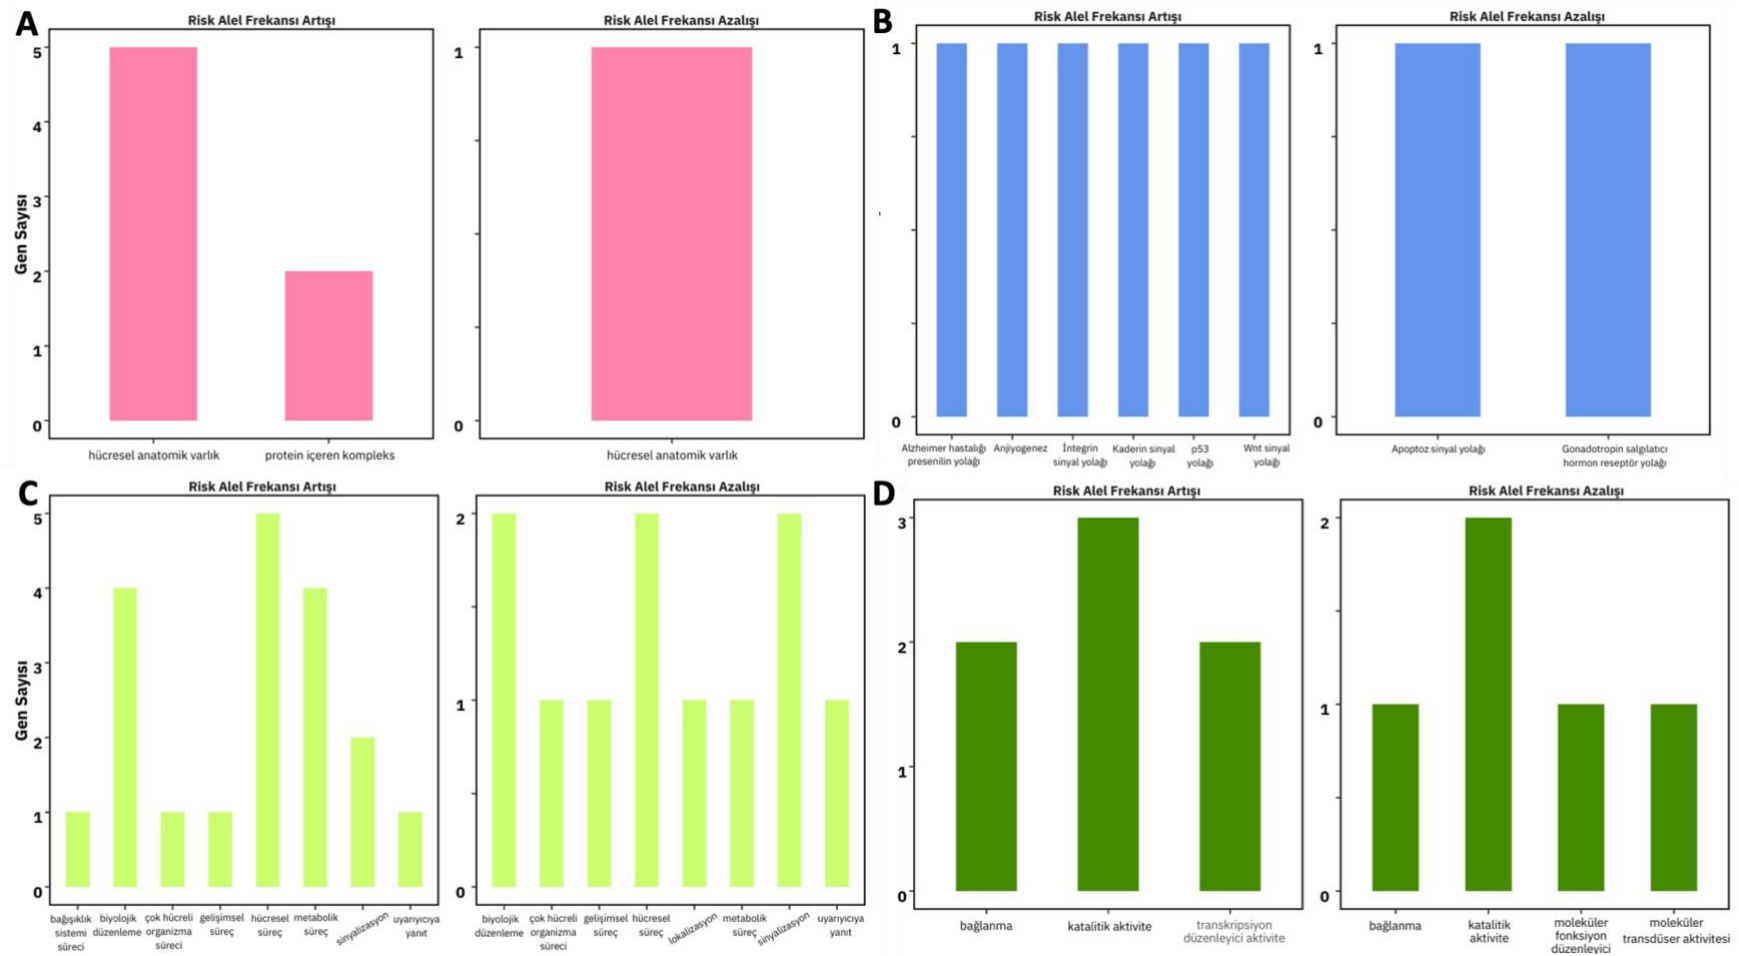 A
Risk Alel Frekansı Artışı
Gen Sayısı
5
4
3
2
1
0
hücresel anatomik varlık
protein içeren kompleks
Risk Alel Frekansı Azalışı
1
0
hücresel anatomik varlık
B
Risk Alel Frekansı Artışı
1
0
Alzheimer hastalığı
presenilin yolağı
Anjiyogenez
İntegrin
sinyal yolağı
Kaderin sinyal
yolağı
p53
yolağı
Wnt sinyal
yolağı
Risk Alel Frekansı Azalışı
1
0
Apoptoz sinyal yolağı
Gonadotropin salgılatıcı
hormon reseptör yolağı
C
Risk Alel Frekansı Artışı
Gen Sayısı
5
4
3
2
1
0
bağışıklık
sistemi
süreci
biyolojik
düzenleme
çok hücreli
organizma
süreci
gelişimsel
süreç
hücresel
süreç
metabolik
süreç
sinyalizasyon
uyarıyıcıya
yanıt
Risk Alel Frekansı Azalışı
2
1
0
biyolojik
düzenleme
çok hücreli
organizma
süreci
gelişimsel
süreç
hücresel
süreç
lokalizasyon
metabolik
süreç
sinyalizasyon
uyarıyıcıya
yanıt
D
Risk Alel Frekansı Artışı
3
2
1
0
bağlanma
katalitik aktivite
transkripsiyon
düzenleyici aktivite
Risk Alel Frekansı Azalışı
2
1
0
bağlanma
katalitik
aktivite
moleküler
fonksiyon
düzenleyici
moleküler
transdüser aktivitesi